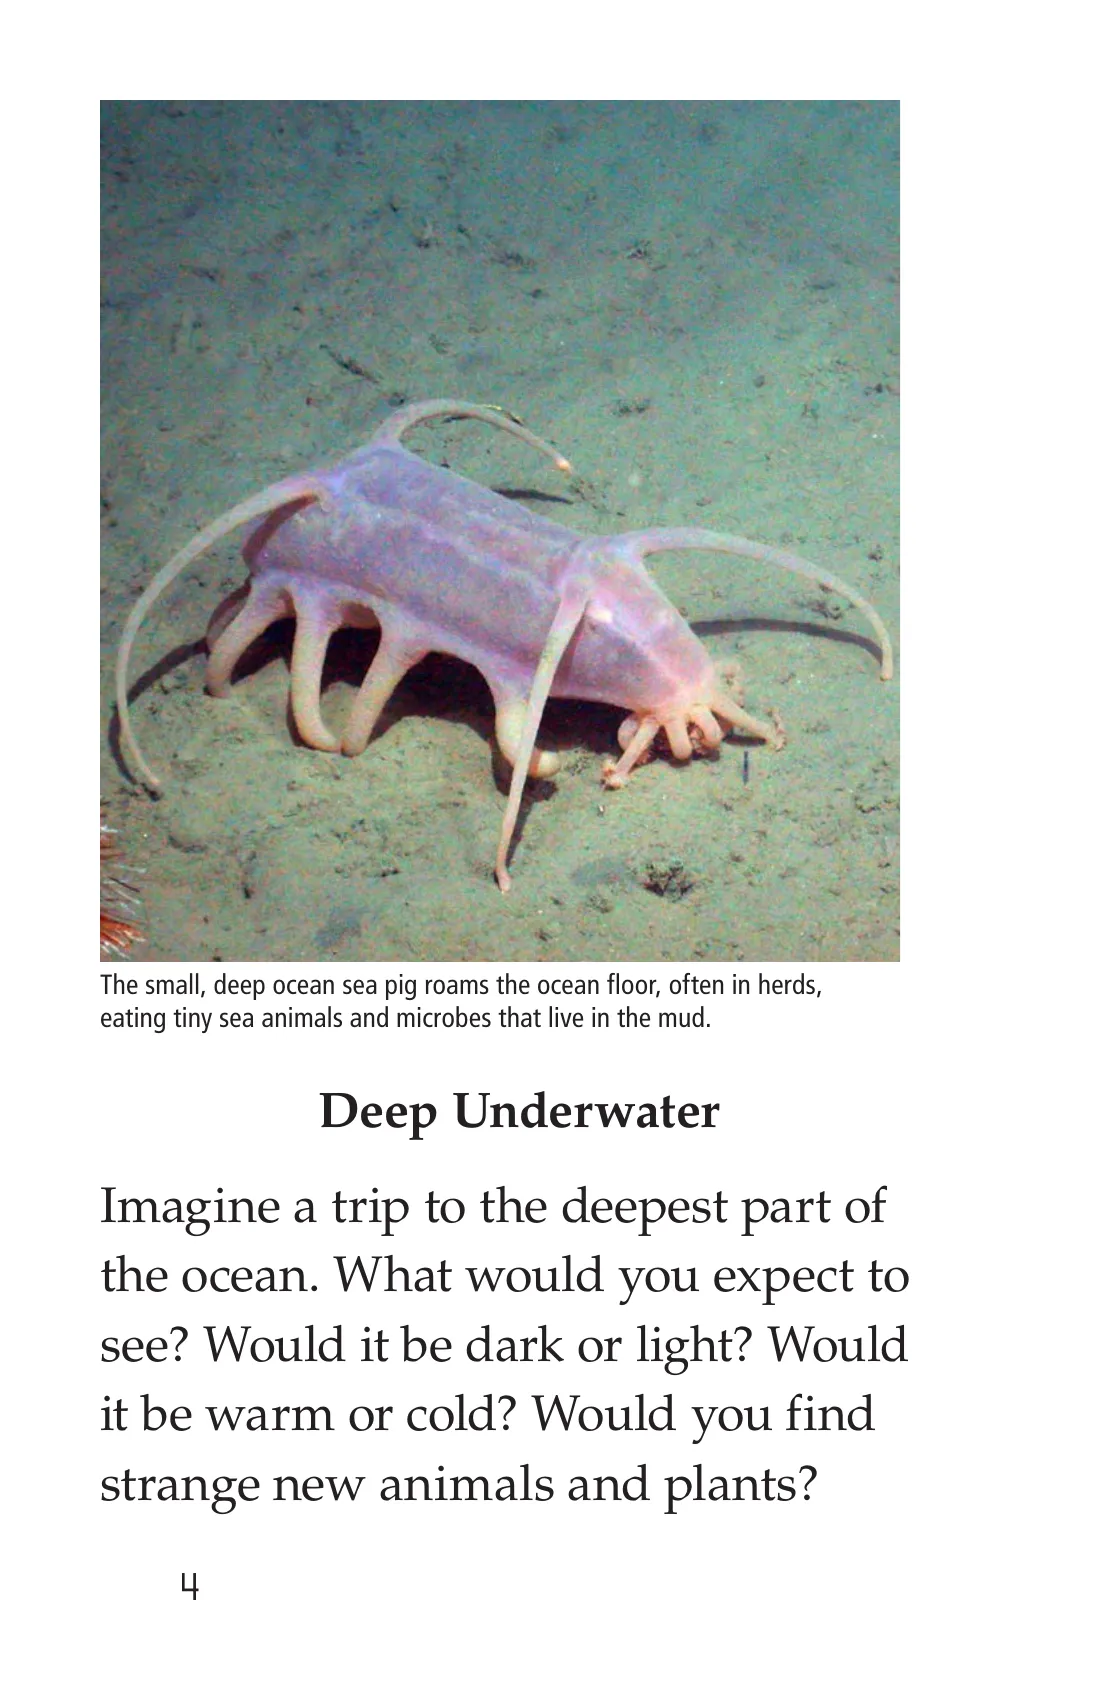 The small, deep ocean sea pig roams the ocean floor, often in herds,
eating tiny sea animals and microbes that live in the mud.
Deep Underwater
Imagine a trip to the deepest part of
the ocean. What would you expect to
see? Would it be dark or light? Would
it be warm or cold? Would you find
strange new animals and plants?
4